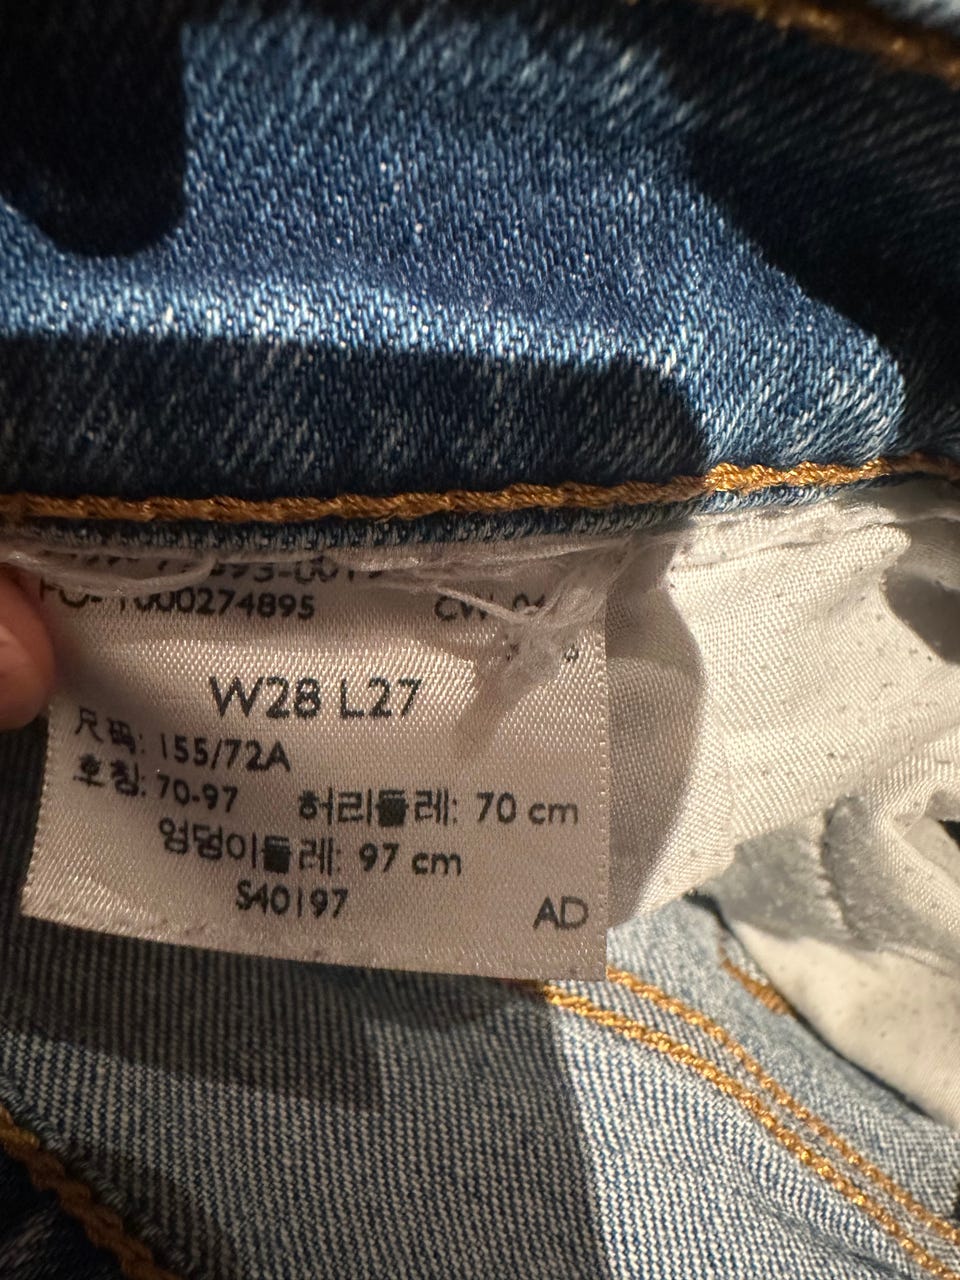 PO- 1000274895
W28 L27
尺码: 155/72A
호칭: 70-97 허리둘레: 70 cm
엉덩이둘레: 97 cm
S40197 AD